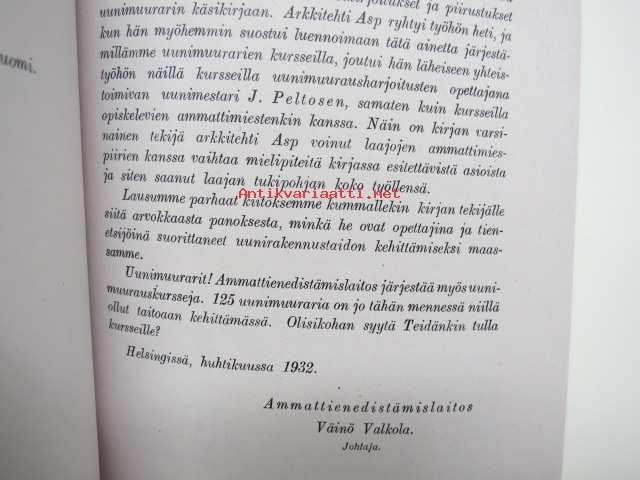 uomi.
piirustukset
uunimuurarin käsikirjaan. Arkkitehti Asp ryhtyi työhön heti, ja
kun hän myöhemmin suostui luennoimaan tätä ainetta järjestä-
millämme uunimuurarien kursseilla, joutui hän läheiseen yhteis-
työhön näillä kursseilla uunimuurausharjoitusten opettajana
toimivan uunimestari J. Peltosen, samaten kuin kursseilla
opiskelevien ammattimiestenkin kanssa. Näin on kirjan varsi-
nainen tekijä arkkitehti Asp voinut laajojen ammattimies-
piirien kanssa vaihtaa mielipiteitä kirjassa esilettävistä asioista
ja siten saanut laajan tukipohjan koko työllensä.
Antikvariaatti.Net
Lausumme parhaat kiitoksemme kummallekin kirjan tekijälle
siitä arvokkaasta panoksesta, minkä he ovat opettajina ja tien-
etsijöinä suorittaneet uunirakennustaidon kehittämiseksi maas-
samme.
Uunimuurarit! Ammattienedistämislaitos järjestää myös uuni-
muurauskursseja. 125 uunimuuraria on jo tähän mennessä niillä
ollut taitoaan kehittämässä. Olisikohan syytä Teidänkin tulla
kursseille?
Helsingissä, huhtikuussa 1932.
Ammattienedistämislaitos
Väinö Valkola.
Johtaja.